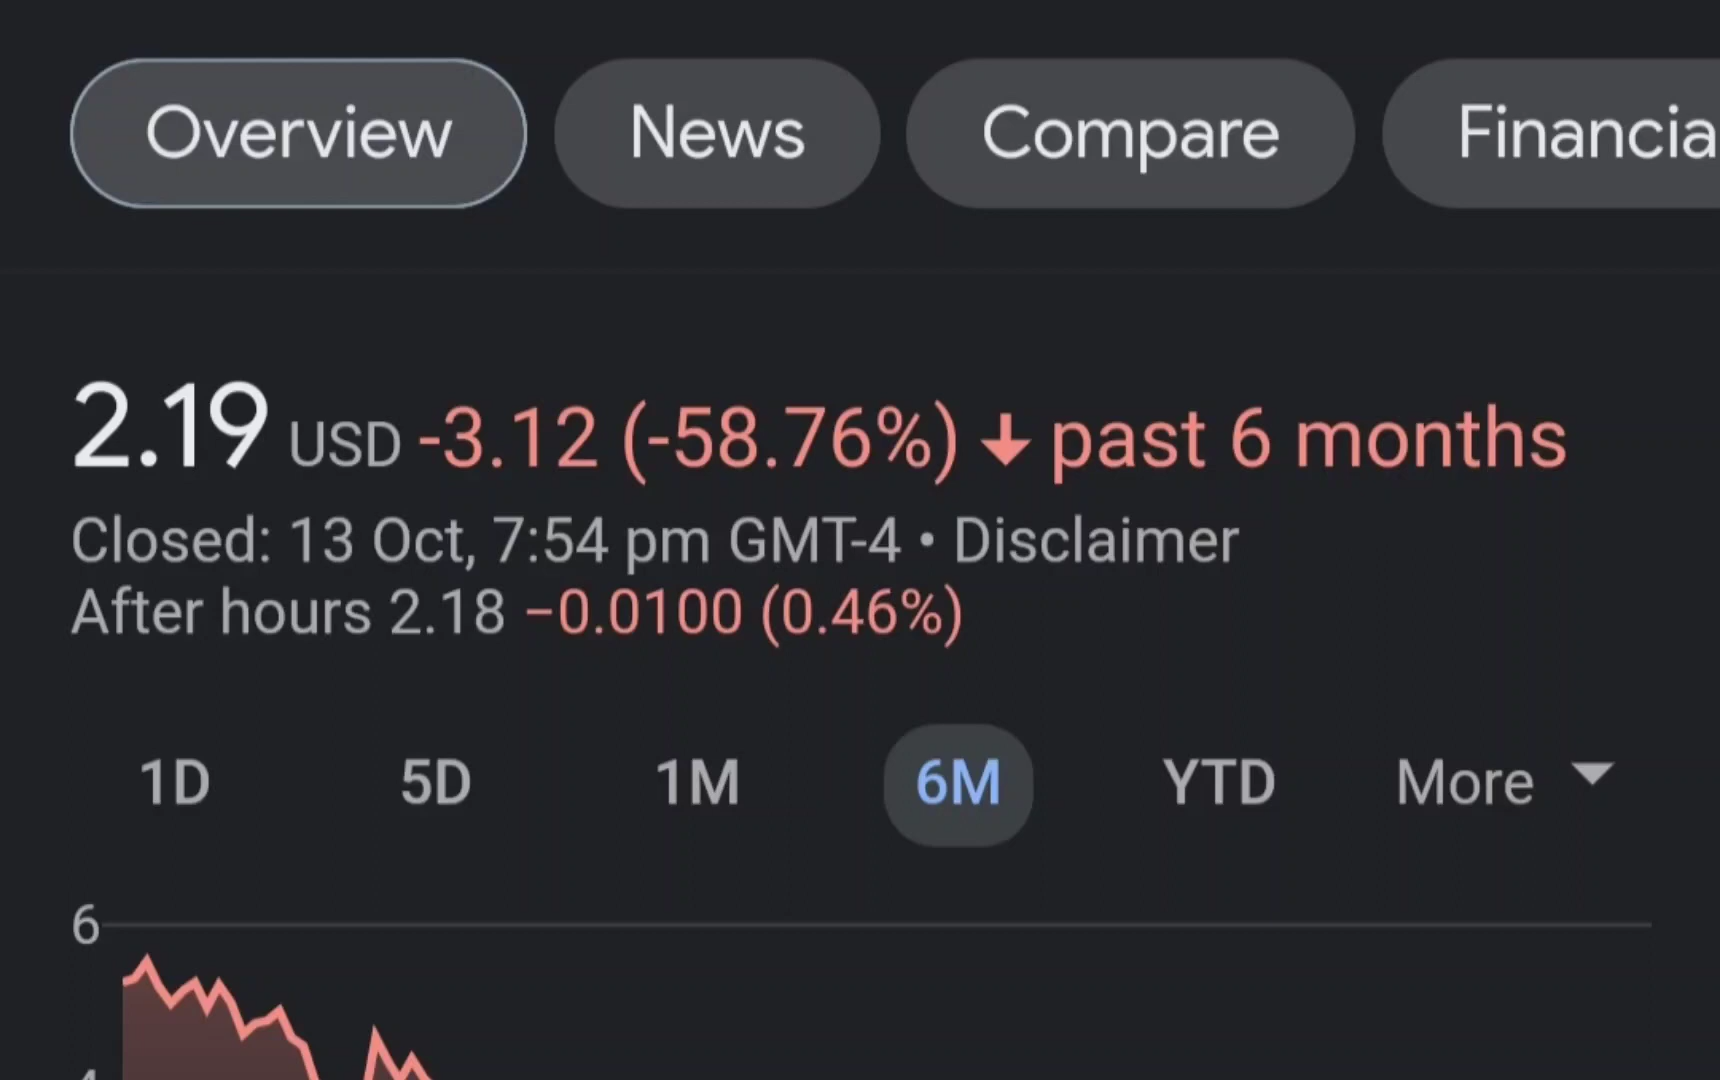 Overview News Compare Financia
2.19 USD -3.12 (-58.76%) ↓ past 6 months
Closed: 13 Oct, 7:54 pm GMT-4 • Disclaimer
After hours 2.18 −0.0100 (0.46%)
1D 5D 1M 6M YTD More
6
4